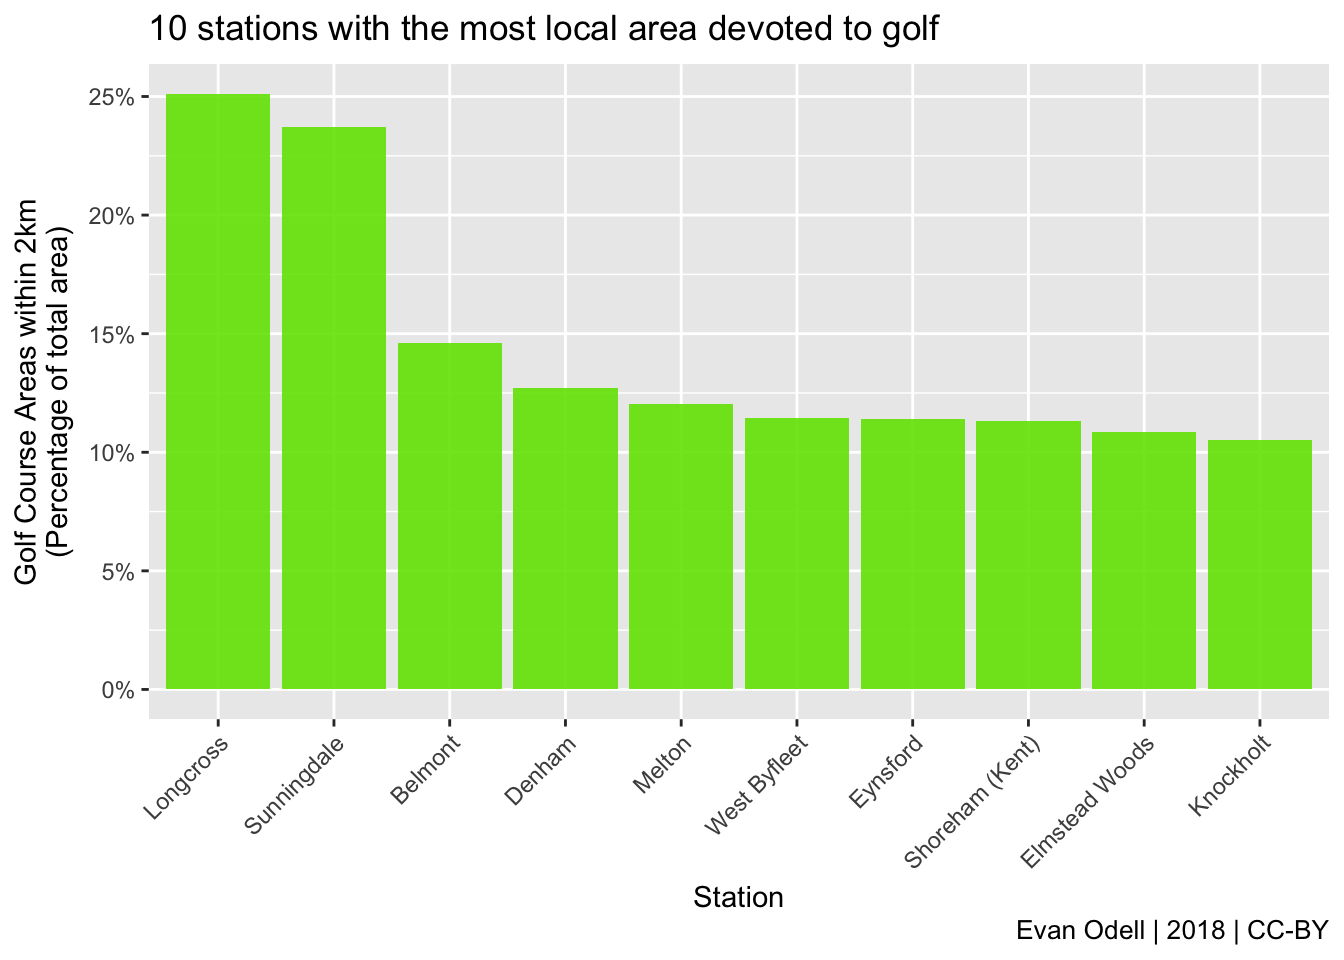 10 stations with the most local area devoted to golf
Golf Course Areas within 2km
(Percentage of total area)
25%
20%
15%
10%
5%
0%
Longcross
Sunningdale
Belmont
Denham
Melton
West Byfleet
Eynsford
Shoreham (Kent)
Elmstead Woods
Knockholt
Station
Evan Odell | 2018 | CC-BY